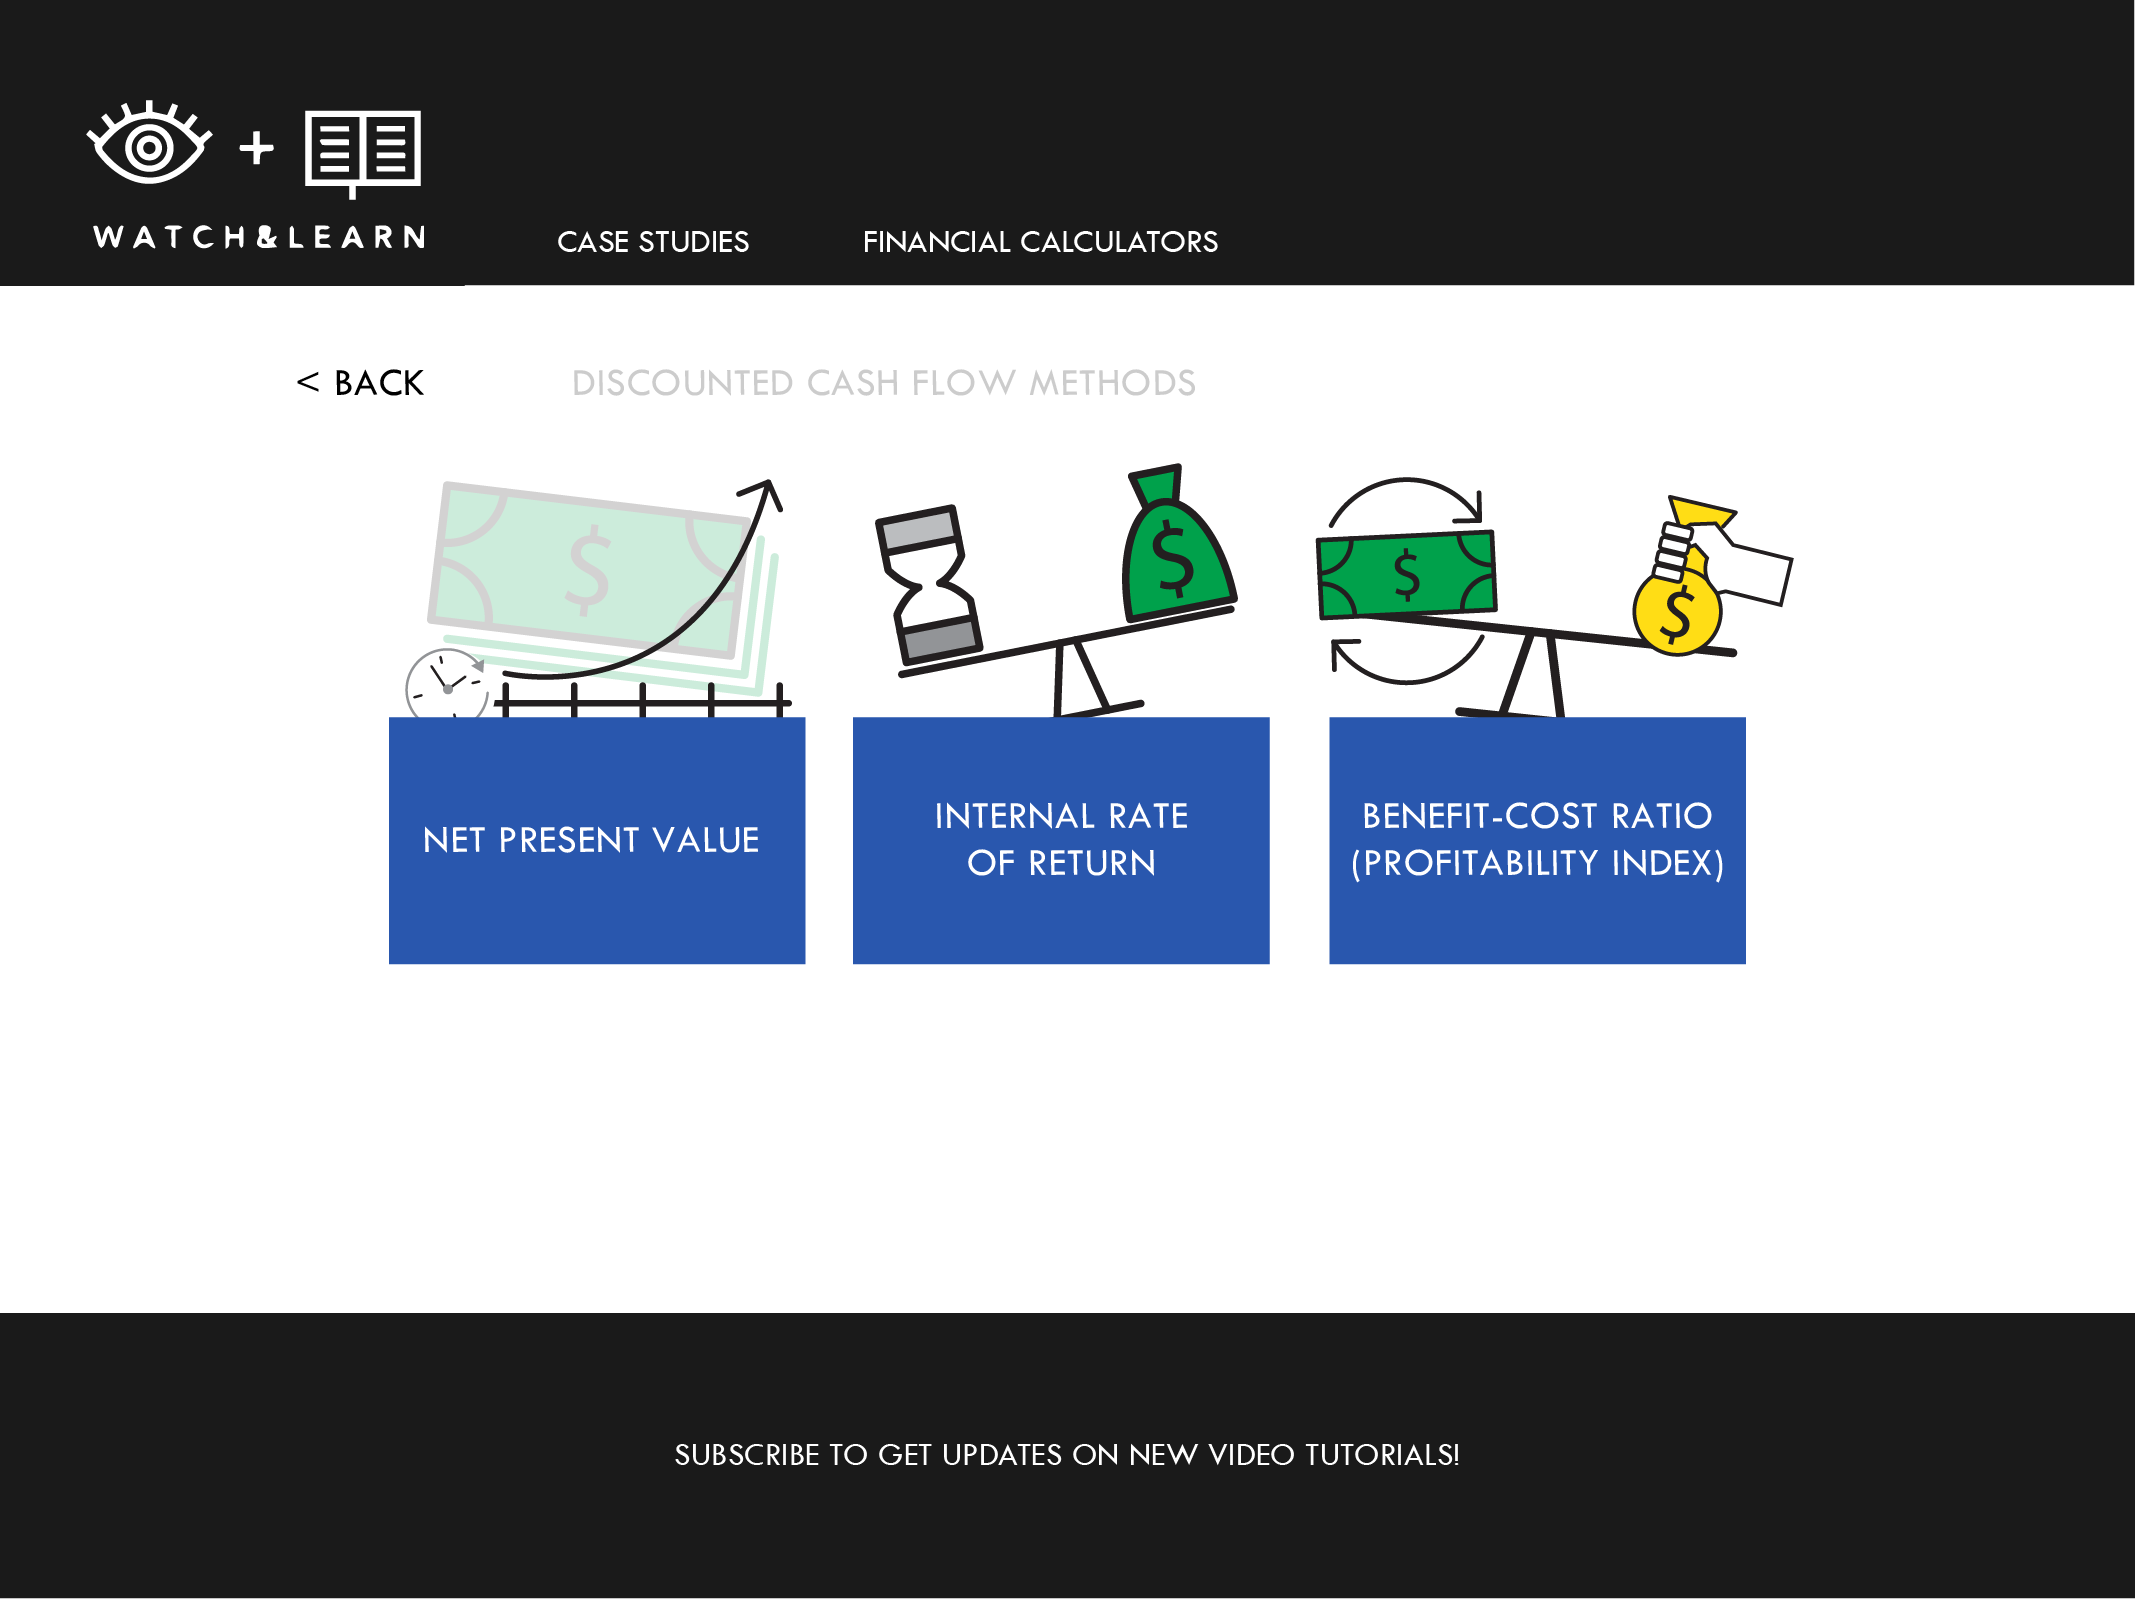 WATCH&LEARN
CASE STUDIES
FINANCIAL CALCULATORS
< BACK
DISCOUNTED CASH FLOW METHODS
$
$
$
$
NET PRESENT VALUE
INTERNAL RATE
OF RETURN
BENEFIT-COST RATIO
(PROFITABILITY INDEX)
SUBSCRIBE TO GET UPDATES ON NEW VIDEO TUTORIALS!